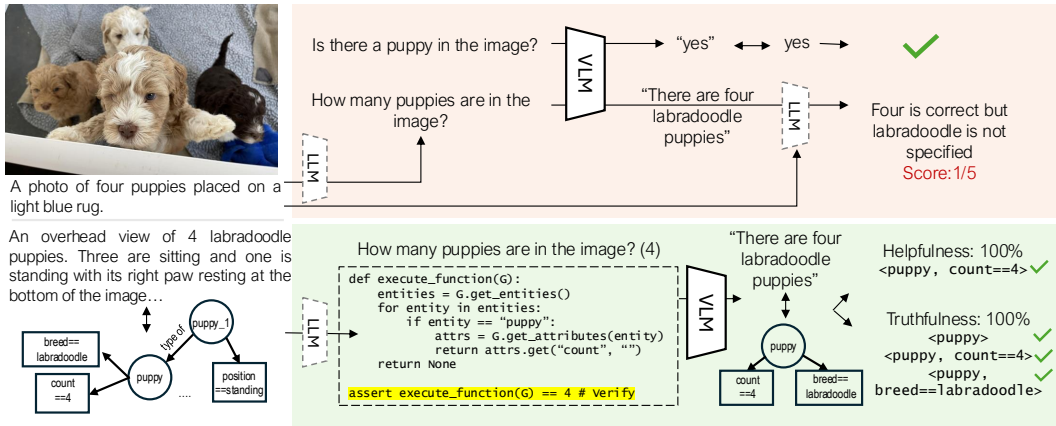 Is there a puppy in the image?
VLM
“yes”
yes
How many puppies are in the
image?
“There are four
labradoodle
puppies”
LLM
Four is correct but
labradoodle is not
specified
Score:1/5
LLM
A photo of four puppies placed on a
light blue rug.
An overhead view of 4 labradoodle
puppies. Three are sitting and one is
standing with its right paw resting at the
bottom of the image…
puppy_1
type of
breed==
labradoodle
puppy
count
==4
....
position
==standing
LLM
How many puppies are in the image? (4)
def execute_function(G):
    entities = G.get_entities()
    for entity in entities:
        if entity == “puppy”:
            attrs = G.get_attributes(entity)
            return attrs.get(“count”, “”)
    return None
assert execute_function(G) == 4 # Verify
VLM
“There are four
labradoodle
puppies”
puppy
count
==4
breed==
labradoodle
Helpfulness: 100%
<puppy, count==4>
Truthfulness: 100%
<puppy>
<puppy, count==4>
<puppy,
breed==labradoodle>